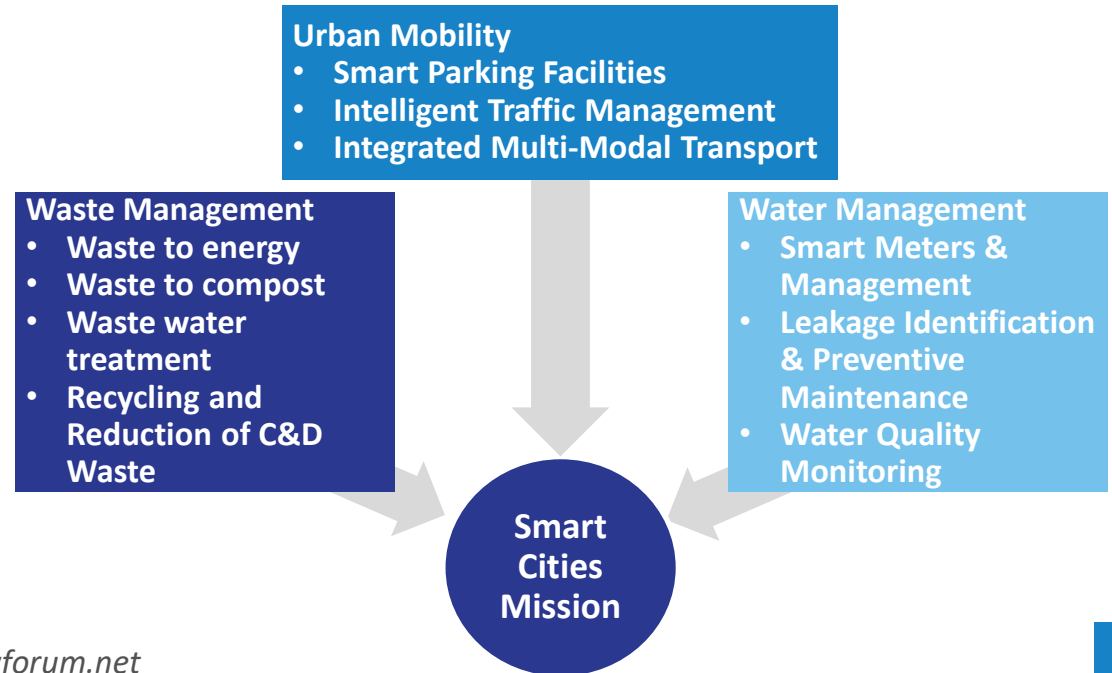 Urban Mobility
• Smart Parking Facilities
• Intelligent Traffic Management
• Integrated Multi-Modal Transport
Waste Management
• Waste to energy
• Waste to compost
• Waste water
treatment
• Recycling and
Reduction of C&D
Waste
Water Management
• Smart Meters &
Management
• Leakage Identification
& Preventive
Maintenance
• Water Quality
Monitoring
Smart
Cities
Mission
forum.net